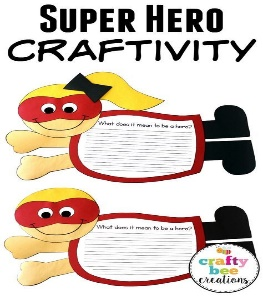 SUPER HERO
CRAFTIVITY
What does it mean to be a hero?
What does it mean to be a hero?
crafty
bee
creations